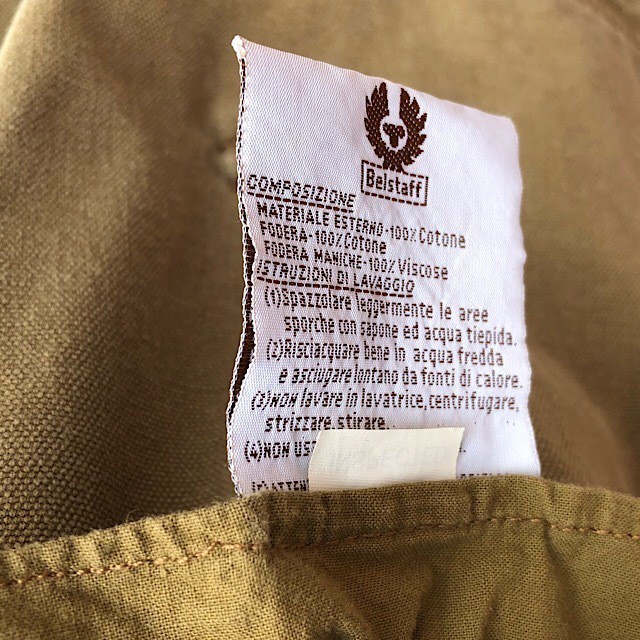 Belstaff
COMPOSIZIONE
MATERIALE ESTERNO-100% Cotone
FODERA-100% Cotone
FODERA MANICHE-100% Viscose
ISTRUZIONI DI LAVAGGIO
(1) Spazzolare leggermente le aree
sporche con sapone ed acqua tiepida.
(2) Risciacquare bene in acqua fredda
e asciugare lontano da fonti di calore.
(3) NON lavare in lavatrice, centrifugare,
strizzare, stirare.
(4) NON